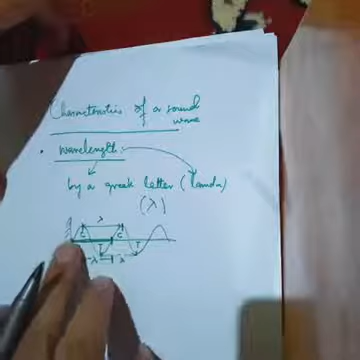 Characteristics of a sound
wave
• wavelength :
by a greek letter (lamda)
(λ)
λ
C C
T T
λ λ